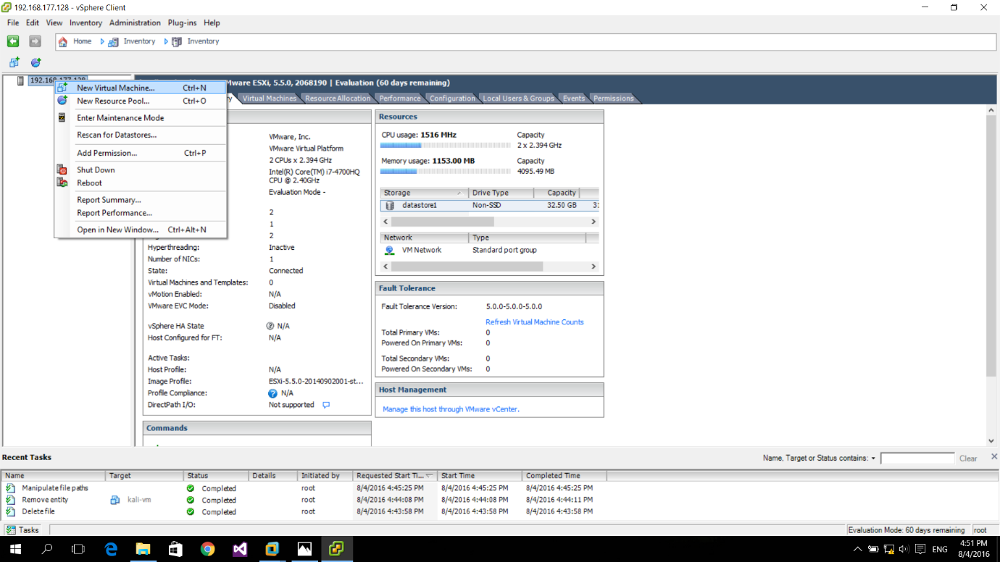 192.168.177.128 - vSphere Client
File Edit View Inventory Administration Plug-ins Help
Home Inventory Inventory
192.168.177.128
Mware ESXi, 5.5.0, 2068190 | Evaluation (60 days remaining)
New Virtual Machine... Ctrl+N
New Resource Pool... Ctrl+O
Enter Maintenance Mode
Rescan for Datastores...
Add Permission... Ctrl+P
Shut Down
Reboot
Report Summary...
Report Performance...
Open in New Window... Ctrl+Alt+N
y Virtual Machines Resource Allocation Performance Configuration Local Users & Groups Events Permissions
VMware, Inc.
VMware Virtual Platform
2 CPUs x 2.394 GHz
Intel(R) Core(TM) i7-4700HQ
CPU @ 2.40GHz
Evaluation Mode -
2
1
2
Hyperthreading: Inactive
Number of NICs: 1
State: Connected
Virtual Machines and Templates: 0
vMotion Enabled: N/A
VMware EVC Mode: Disabled
vSphere HA State N/A
Host Configured for FT: N/A
Active Tasks:
Host Profile: N/A
Image Profile: ESXi-5.5.0-20140902001-st...
Profile Compliance: N/A
DirectPath I/O: Not supported
Commands
Resources
CPU usage: 1516 MHz Capacity
2 x 2.394 GHz
Memory usage: 1153.00 MB Capacity
4095.49 MB
Storage Drive Type Capacity
datastore1 Non-SSD 32.50 GB 31
Network Type
VM Network Standard port group
Fault Tolerance
Fault Tolerance Version: 5.0.0-5.0.0-5.0.0
Refresh Virtual Machine Counts
Total Primary VMs: 0
Powered On Primary VMs: 0
Total Secondary VMs: 0
Powered On Secondary VMs: 0
Host Management
Manage this host through VMware vCenter.
Recent Tasks
Name, Target or Status contains: Clear
Name Target Status Details Initiated by Requested Start Ti... Start Time Completed Time
Manipulate file paths Completed root 8/4/2016 4:45:25 PM 8/4/2016 4:45:25 PM 8/4/2016 4:45:25 PM
Remove entity kali-vm Completed root 8/4/2016 4:44:08 PM 8/4/2016 4:44:08 PM 8/4/2016 4:44:11 PM
Delete file Completed root 8/4/2016 4:43:58 PM 8/4/2016 4:43:58 PM 8/4/2016 4:43:58 PM
Tasks
Evaluation Mode: 60 days remaining root
ENG
4:51 PM
8/4/2016